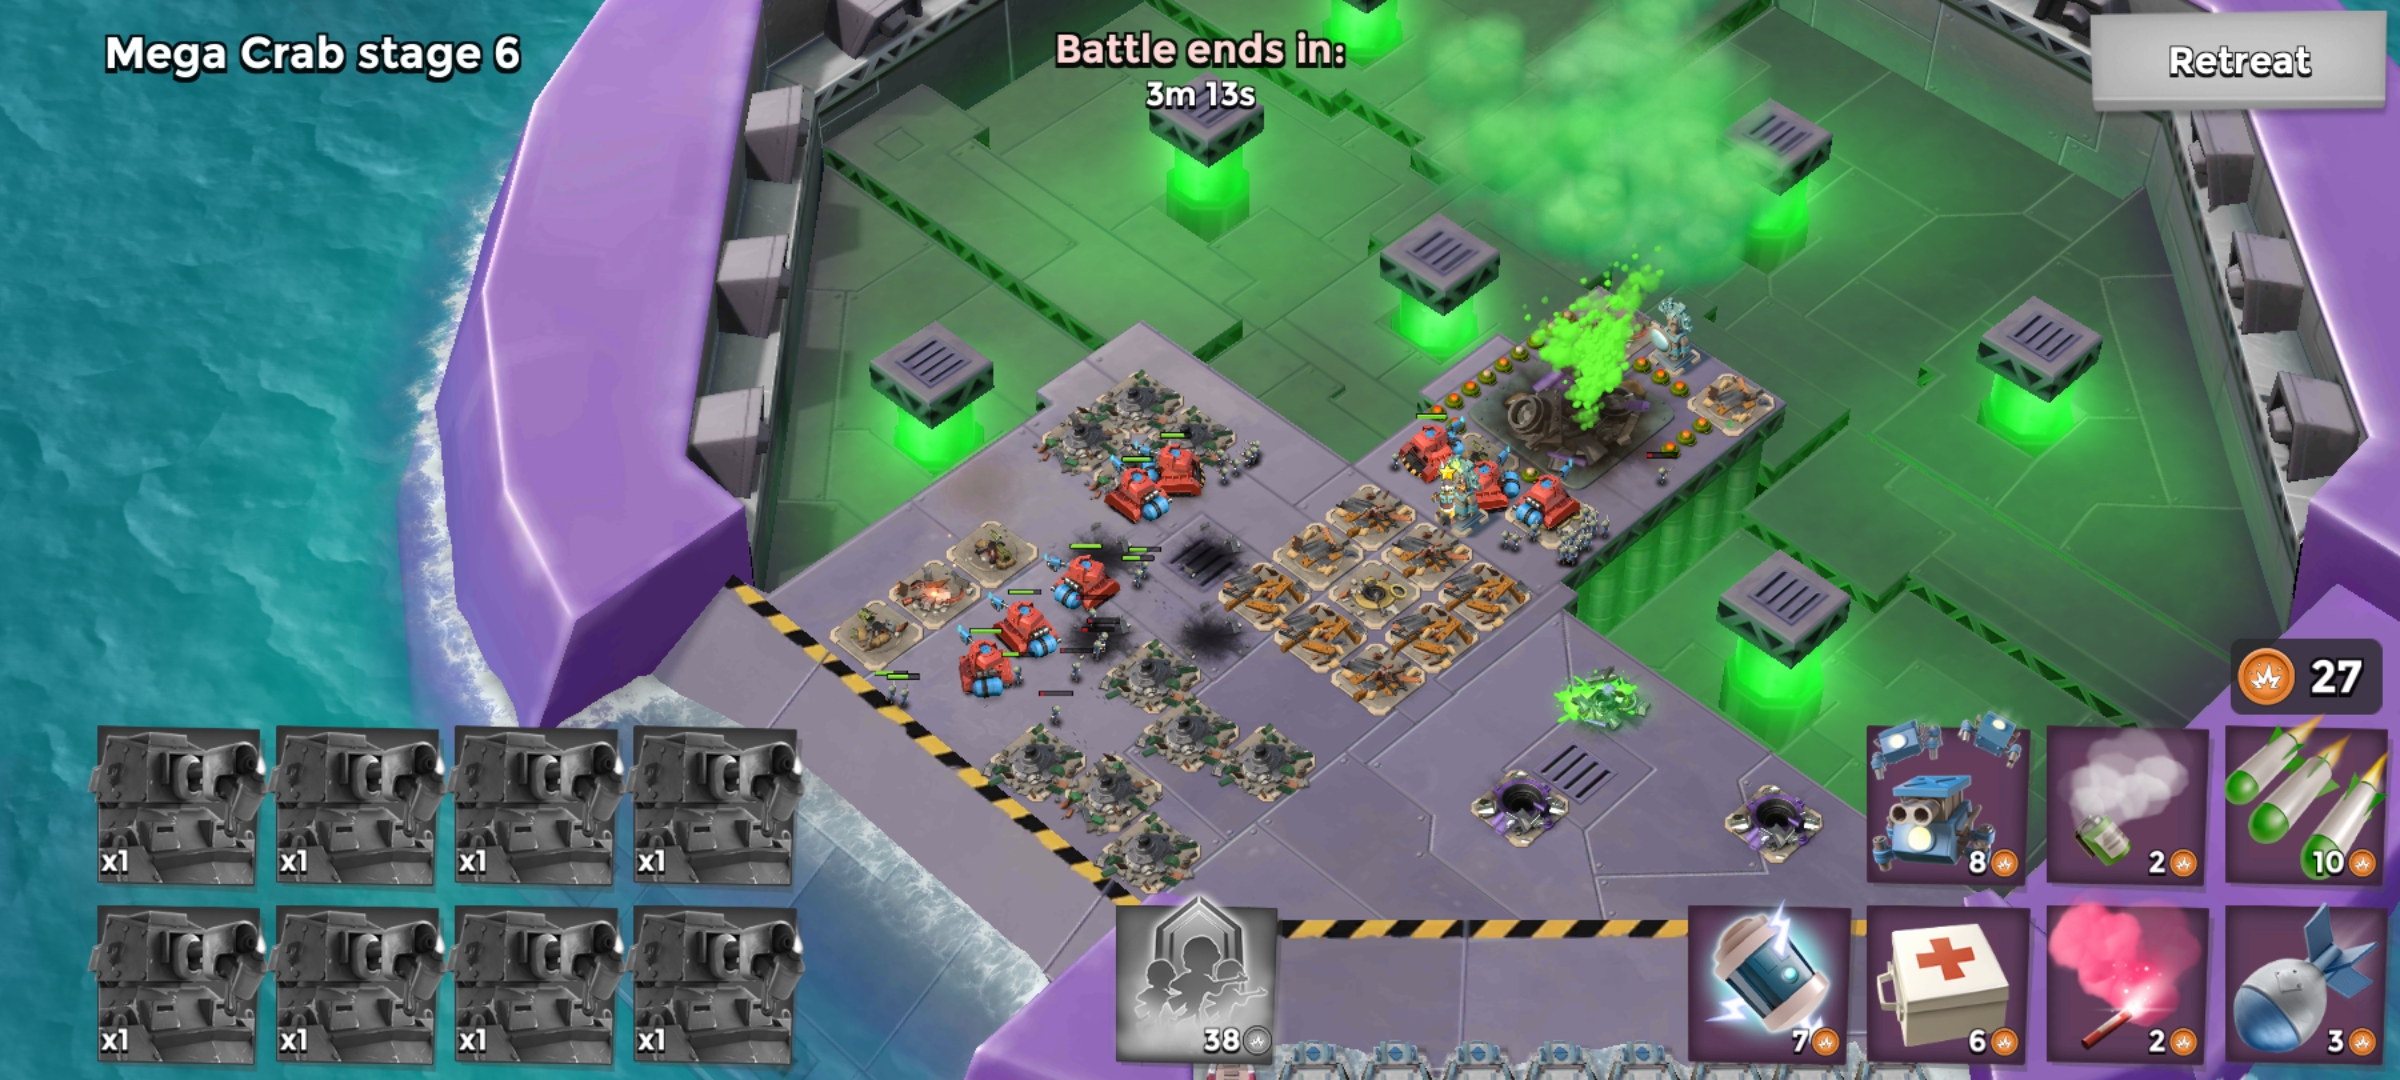 Mega Crab stage 6
Battle ends in:
3m 13s
Retreat
27
x1
x1
x1
x1
8
2
10
x1
x1
x1
x1
38
7
6
2
3